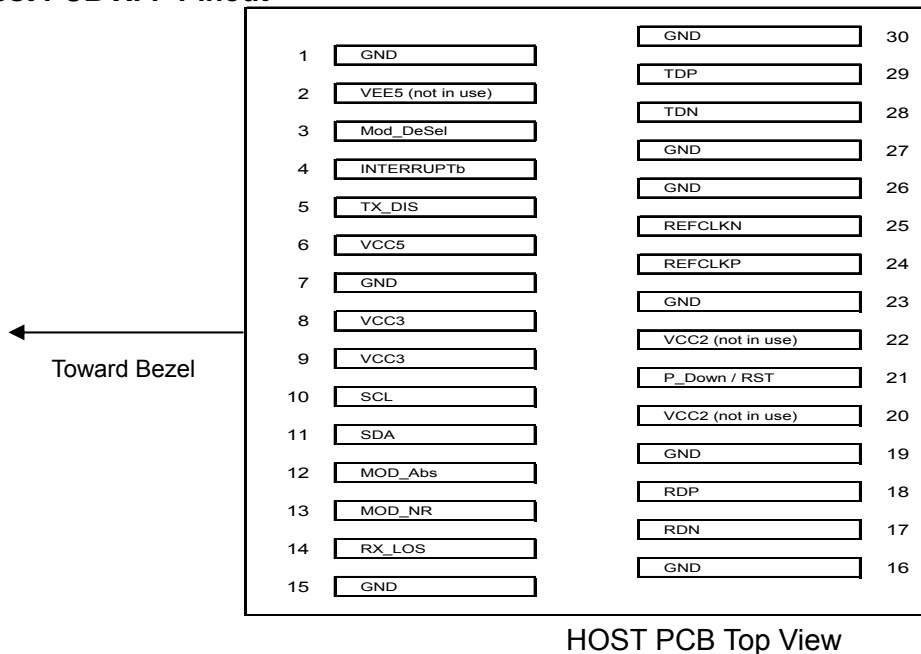 1 GND
2 VEE5 (not in use)
3 Mod_DeSel
4 INTERRUPTb
5 TX_DIS
6 VCC5
7 GND
8 VCC3
9 VCC3
10 SCL
11 SDA
12 MOD_Abs
13 MOD_NR
14 RX_LOS
15 GND
GND 30
TDP 29
TDN 28
GND 27
GND 26
REFCLKN 25
REFCLKP 24
GND 23
VCC2 (not in use) 22
P_Down / RST 21
VCC2 (not in use) 20
GND 19
RDP 18
RDN 17
GND 16
Toward Bezel
HOST PCB Top View